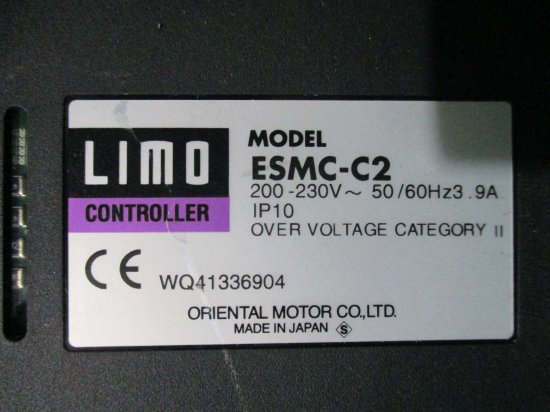 LIMO
CONTROLLER
MODEL
ESMC-C2
200-230V~ 50/60Hz3.9A
IP10
OVER VOLTAGE CATEGORY II
CE WQ41336904
ORIENTAL MOTOR CO.,LTD.
MADE IN JAPAN S